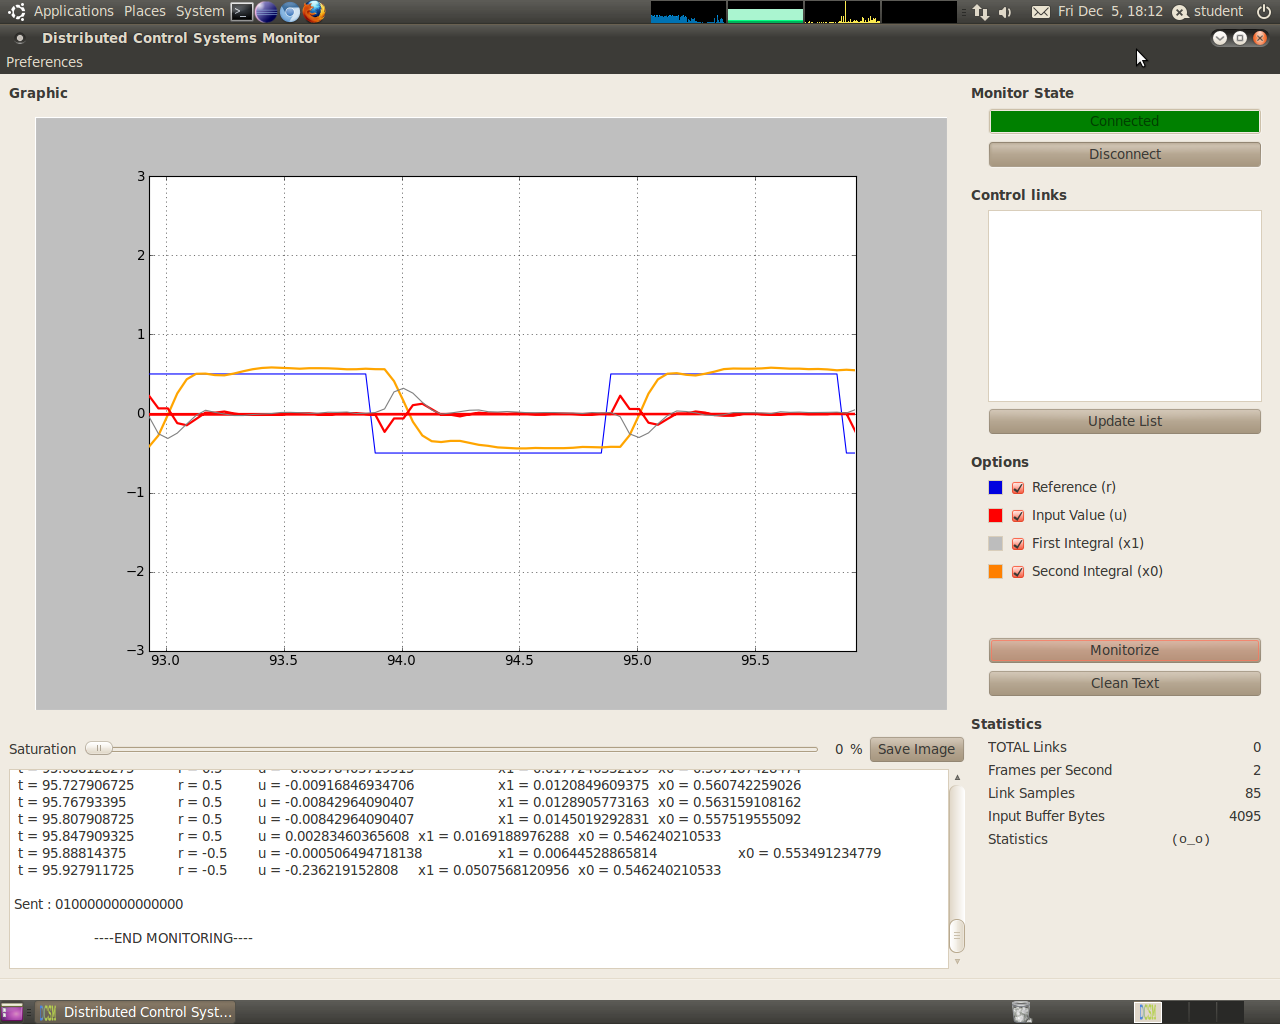 Applications Places System Fri Dec 5, 18:12 student
Distributed Control Systems Monitor
Preferences
Graphic
3
2
1
0
−1
−2
−3
93.0 93.5 94.0 94.5 95.0 95.5
Saturation 0 % Save Image
t = 95.727906725 r = 0.5 u = -0.00916846934706 x1 = 0.0120849609375 x0 = 0.560742259026
t = 95.76793395 r = 0.5 u = -0.00842964090407 x1 = 0.0128905773163 x0 = 0.563159108162
t = 95.807908725 r = 0.5 u = -0.00842964090407 x1 = 0.0145019292831 x0 = 0.557519555092
t = 95.847909325 r = 0.5 u = 0.00283460365608 x1 = 0.0169188976288 x0 = 0.546240210533
t = 95.88814375 r = -0.5 u = -0.000506494718138 x1 = 0.00644528865814 x0 = 0.553491234779
t = 95.927911725 r = -0.5 u = -0.236219152808 x1 = 0.0507568120956 x0 = 0.546240210533
Sent : 0100000000000000
----END MONITORING----
Monitor State
Connected
Disconnect
Control links
Update List
Options
Reference (r)
Input Value (u)
First Integral (x1)
Second Integral (x0)
Monitorize
Clean Text
Statistics
TOTAL Links 0
Frames per Second 2
Link Samples 85
Input Buffer Bytes 4095
Statistics (o_o)
DCSM Distributed Control Syst... DCSM